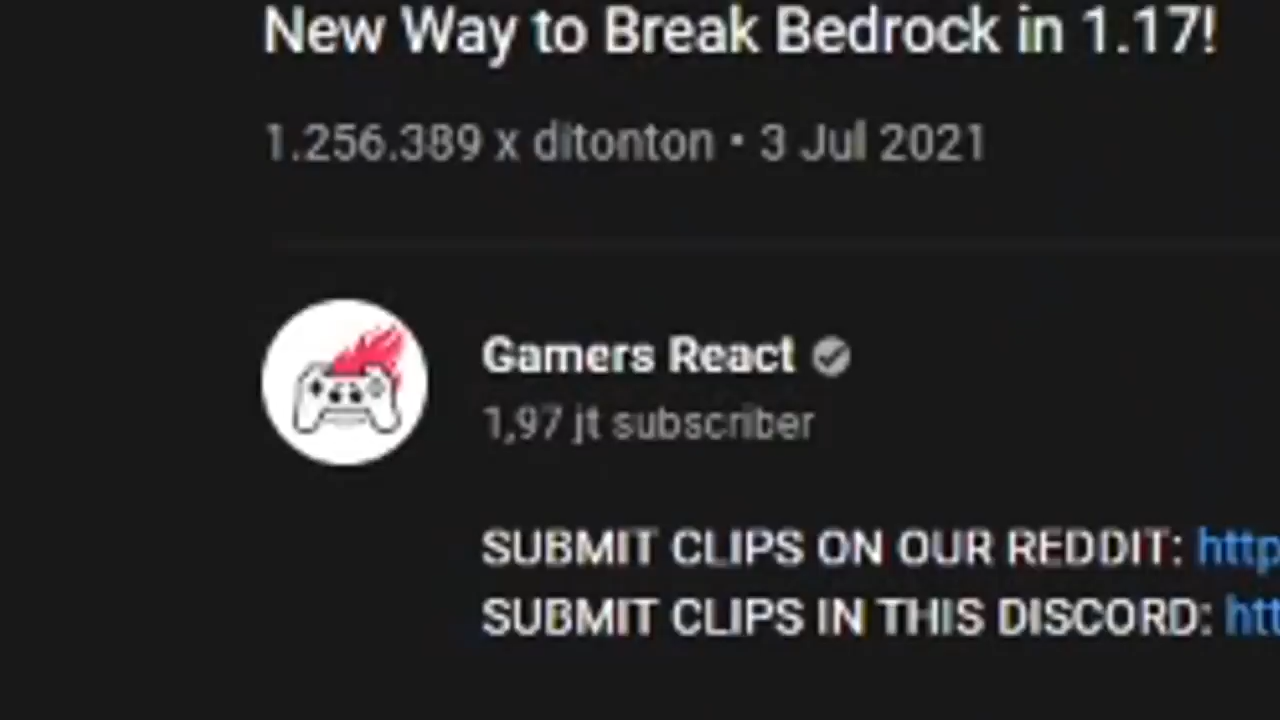 New Way to Break Bedrock in 1.17!
1.256.389 x ditonton • 3 Jul 2021
Gamers React
1,97 jt subscriber
SUBMIT CLIPS ON OUR REDDIT: http
SUBMIT CLIPS IN THIS DISCORD: htt